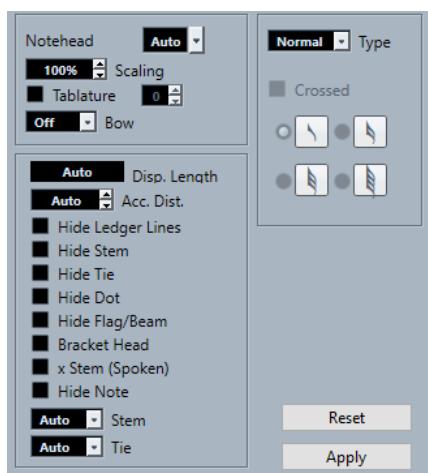 Notehead Auto
100% Scaling
Tablature 0
Off Bow
Auto Disp. Length
Auto Acc. Dist.
Hide Ledger Lines
Hide Stem
Hide Tie
Hide Dot
Hide Flag/Beam
Bracket Head
x Stem (Spoken)
Hide Note
Auto Stem
Auto Tie
Normal Type
Crossed
Reset
Apply